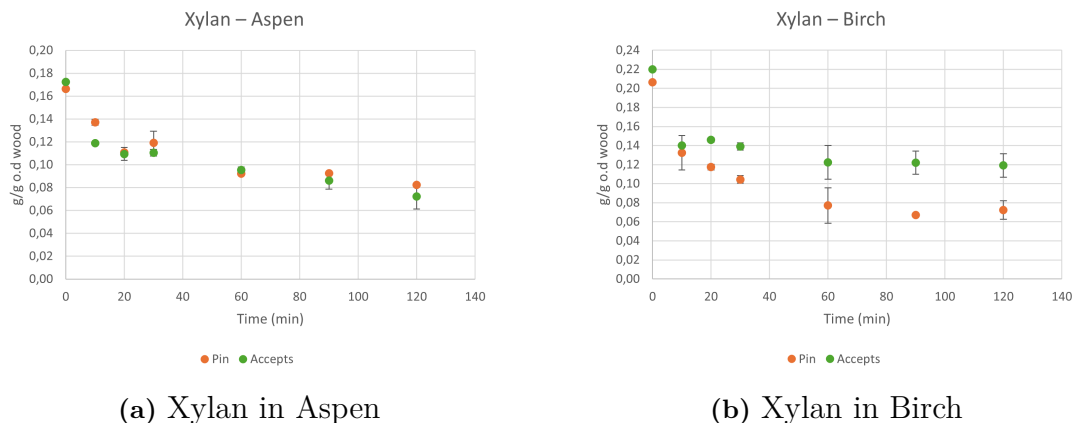 Xylan – Aspen
g/g o.d wood
0,20
0,18
0,16
0,14
0,12
0,10
0,08
0,06
0,04
0,02
0,00
0 20 40 60 80 100 120 140
Time (min)
Pin Accepts
(a) Xylan in Aspen
Xylan – Birch
g/g o.d wood
0,24
0,22
0,20
0,18
0,16
0,14
0,12
0,10
0,08
0,06
0,04
0,02
0,00
0 20 40 60 80 100 120 140
Time (min)
Pin Accepts
(b) Xylan in Birch